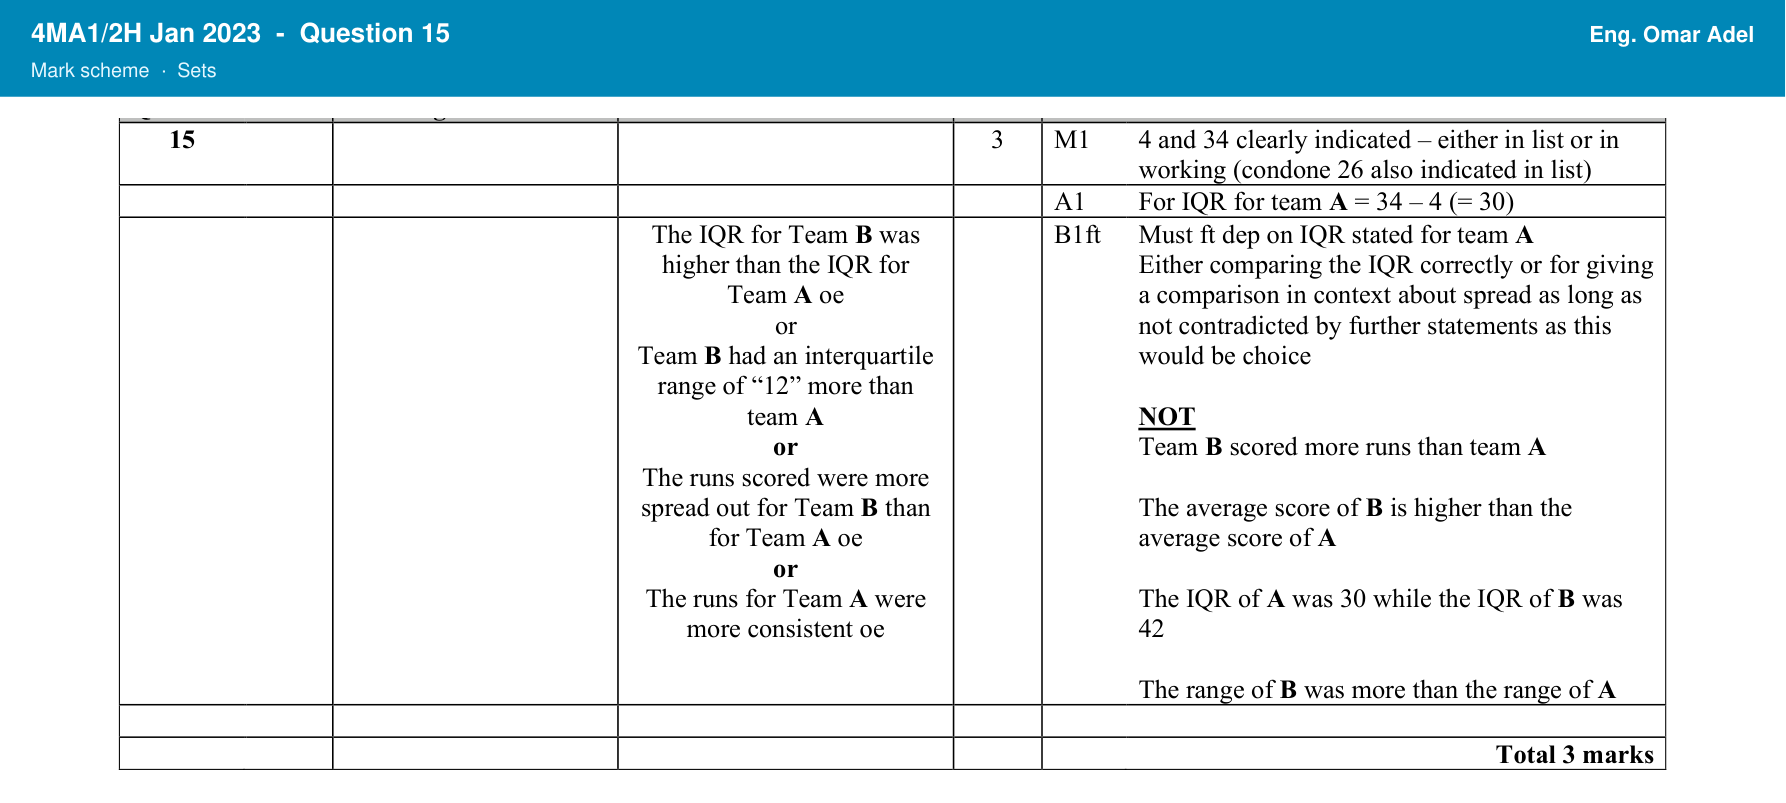 4MA1/2H Jan 2023 - Question 15
Eng. Omar Adel
Mark scheme · Sets
15
3
M1
4 and 34 clearly indicated – either in list or in
working (condone 26 also indicated in list)
A1
For IQR for team A = 34 – 4 (= 30)
The IQR for Team B was
higher than the IQR for
Team A oe
or
Team B had an interquartile
range of “12” more than
team A
or
The runs scored were more
spread out for Team B than
for Team A oe
or
The runs for Team A were
more consistent oe
B1ft
Must ft dep on IQR stated for team A
Either comparing the IQR correctly or for giving
a comparison in context about spread as long as
not contradicted by further statements as this
would be choice
NOT
Team B scored more runs than team A
The average score of B is higher than the
average score of A
The IQR of A was 30 while the IQR of B was
42
The range of B was more than the range of A
Total 3 marks